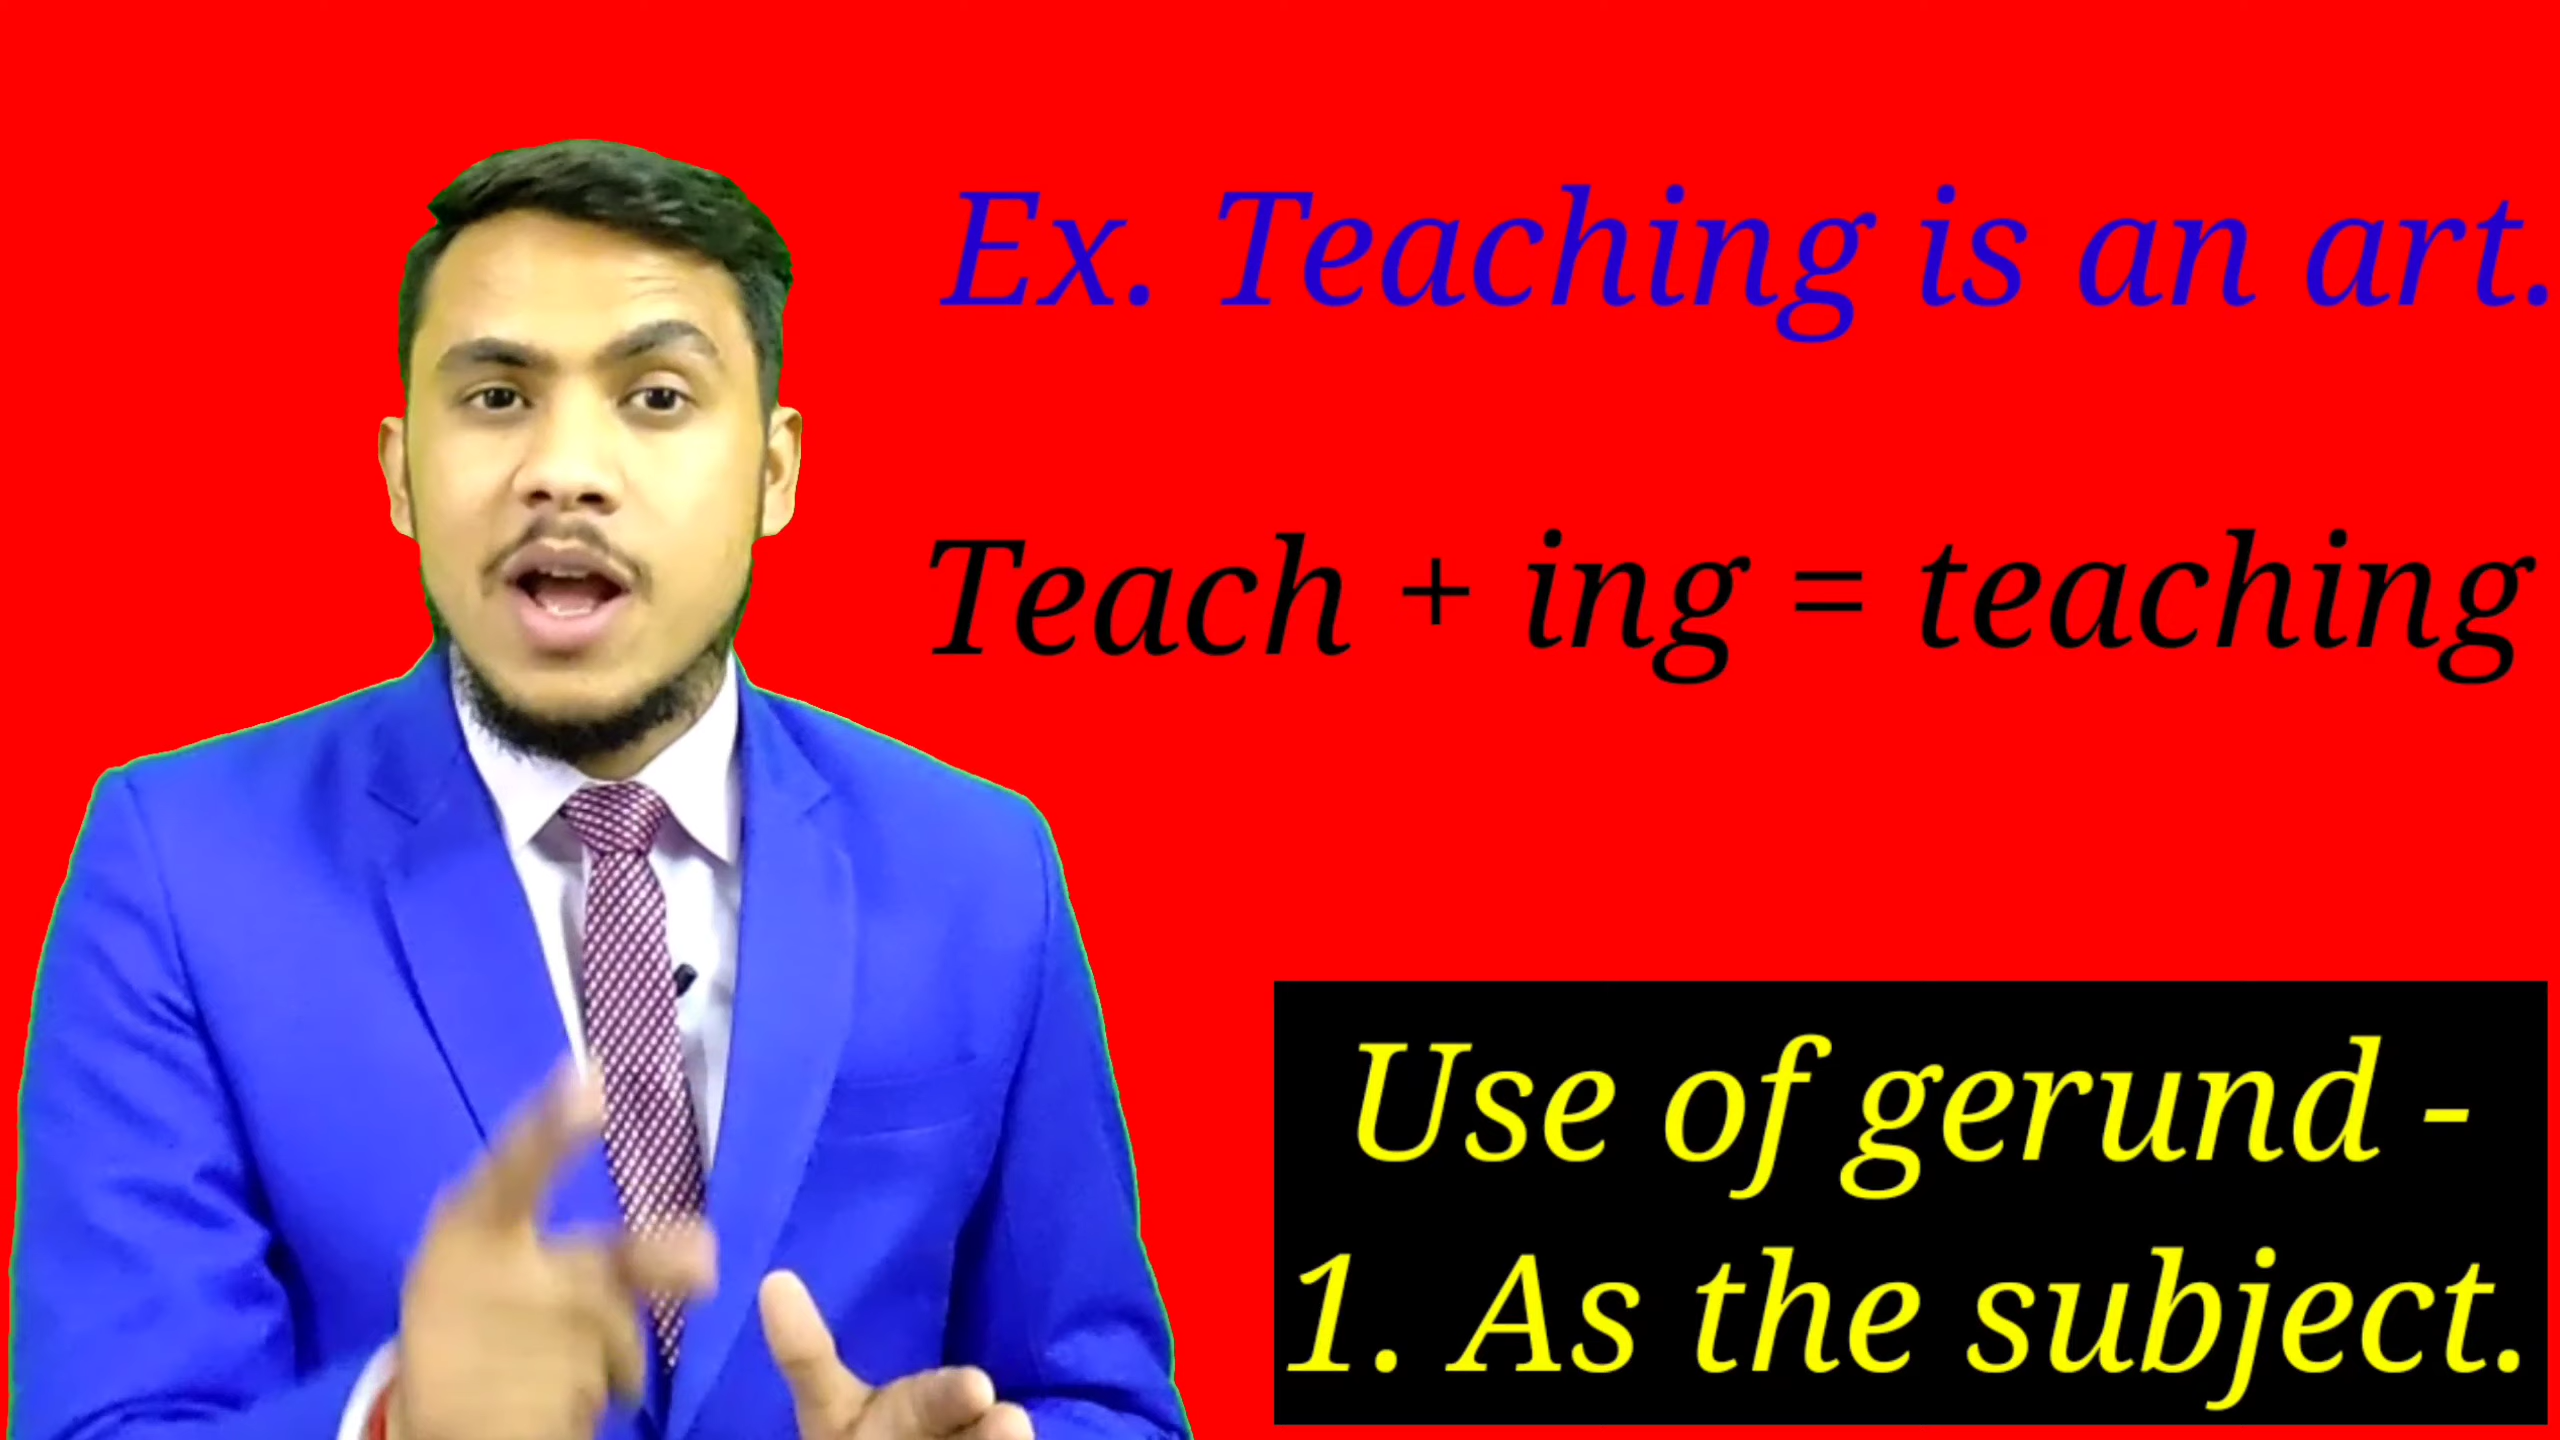 Ex. Teaching is an art.
Teach + ing = teaching
Use of gerund -
1. As the subject.